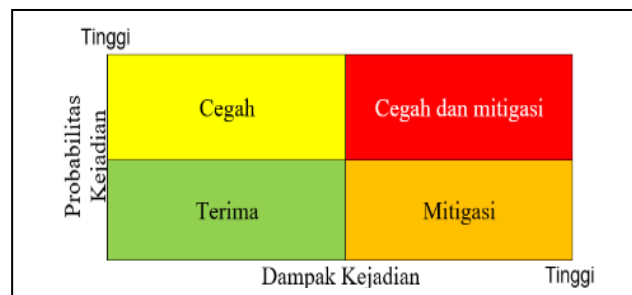 Tinggi
Probabilitas
Kejadian
Cegah
Cegah dan mitigasi
Terima
Mitigasi
Dampak Kejadian
Tinggi